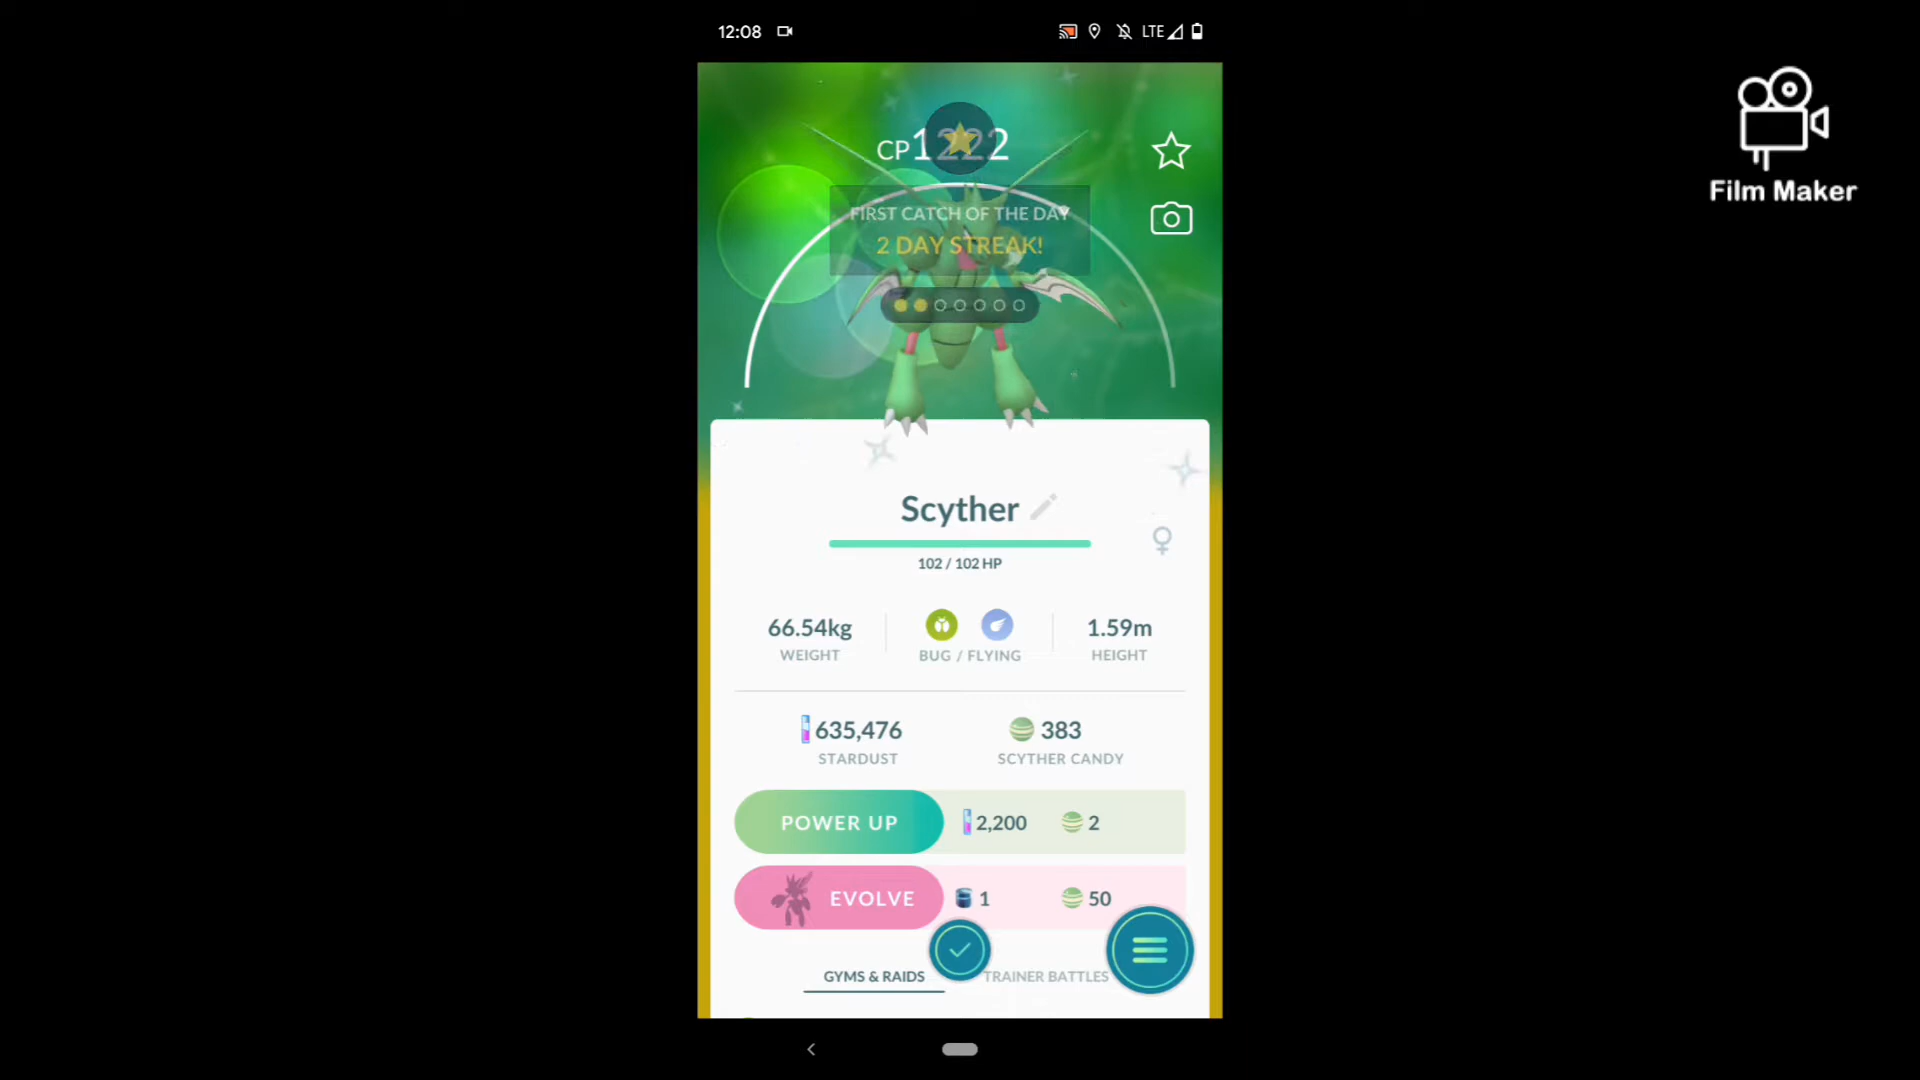 12:08
LTE
Film Maker
CP1222
FIRST CATCH OF THE DAY
2 DAY STREAK!
Scyther
102 / 102 HP
66.54kg
WEIGHT
BUG / FLYING
1.59m
HEIGHT
635,476
STARDUST
383
SCYTHER CANDY
POWER UP 2,200 2
EVOLVE 1 50
GYMS & RAIDS
TRAINER BATTLES